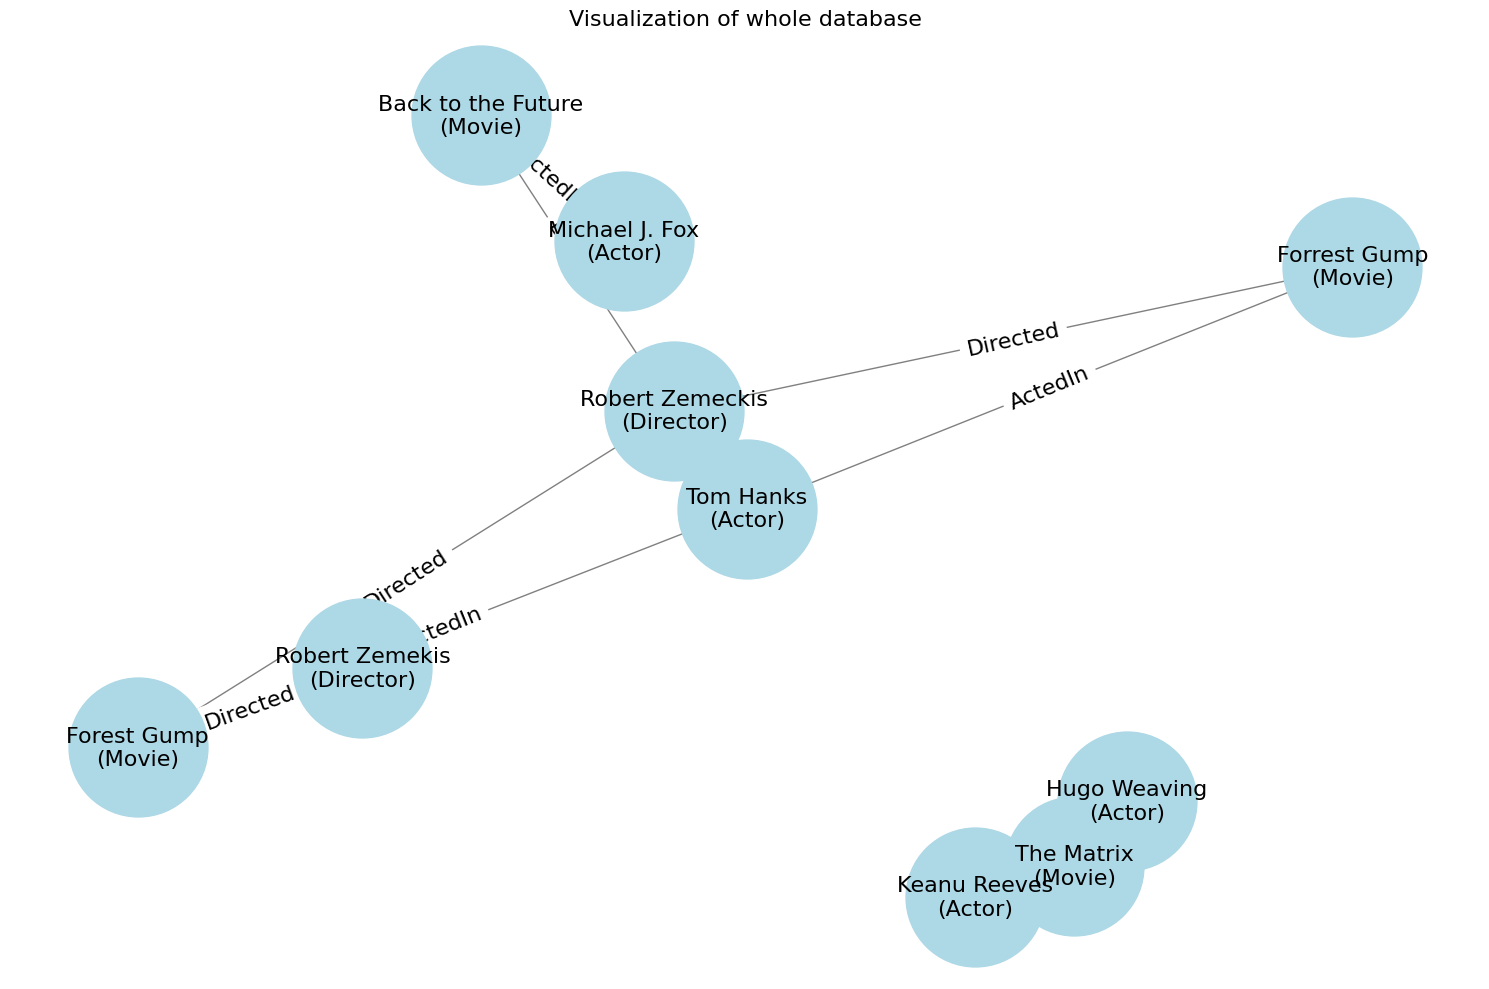 Visualization of whole database
Back to the Future
(Movie)
Michael J. Fox
(Actor)
Forrest Gump
(Movie)
Directed
ActedIn
Robert Zemeckis
(Director)
Tom Hanks
(Actor)
Directed
Robert Zemekis
(Director)
Directed
Forest Gump
(Movie)
Hugo Weaving
(Actor)
The Matrix
(Movie)
Keanu Reeves
(Actor)